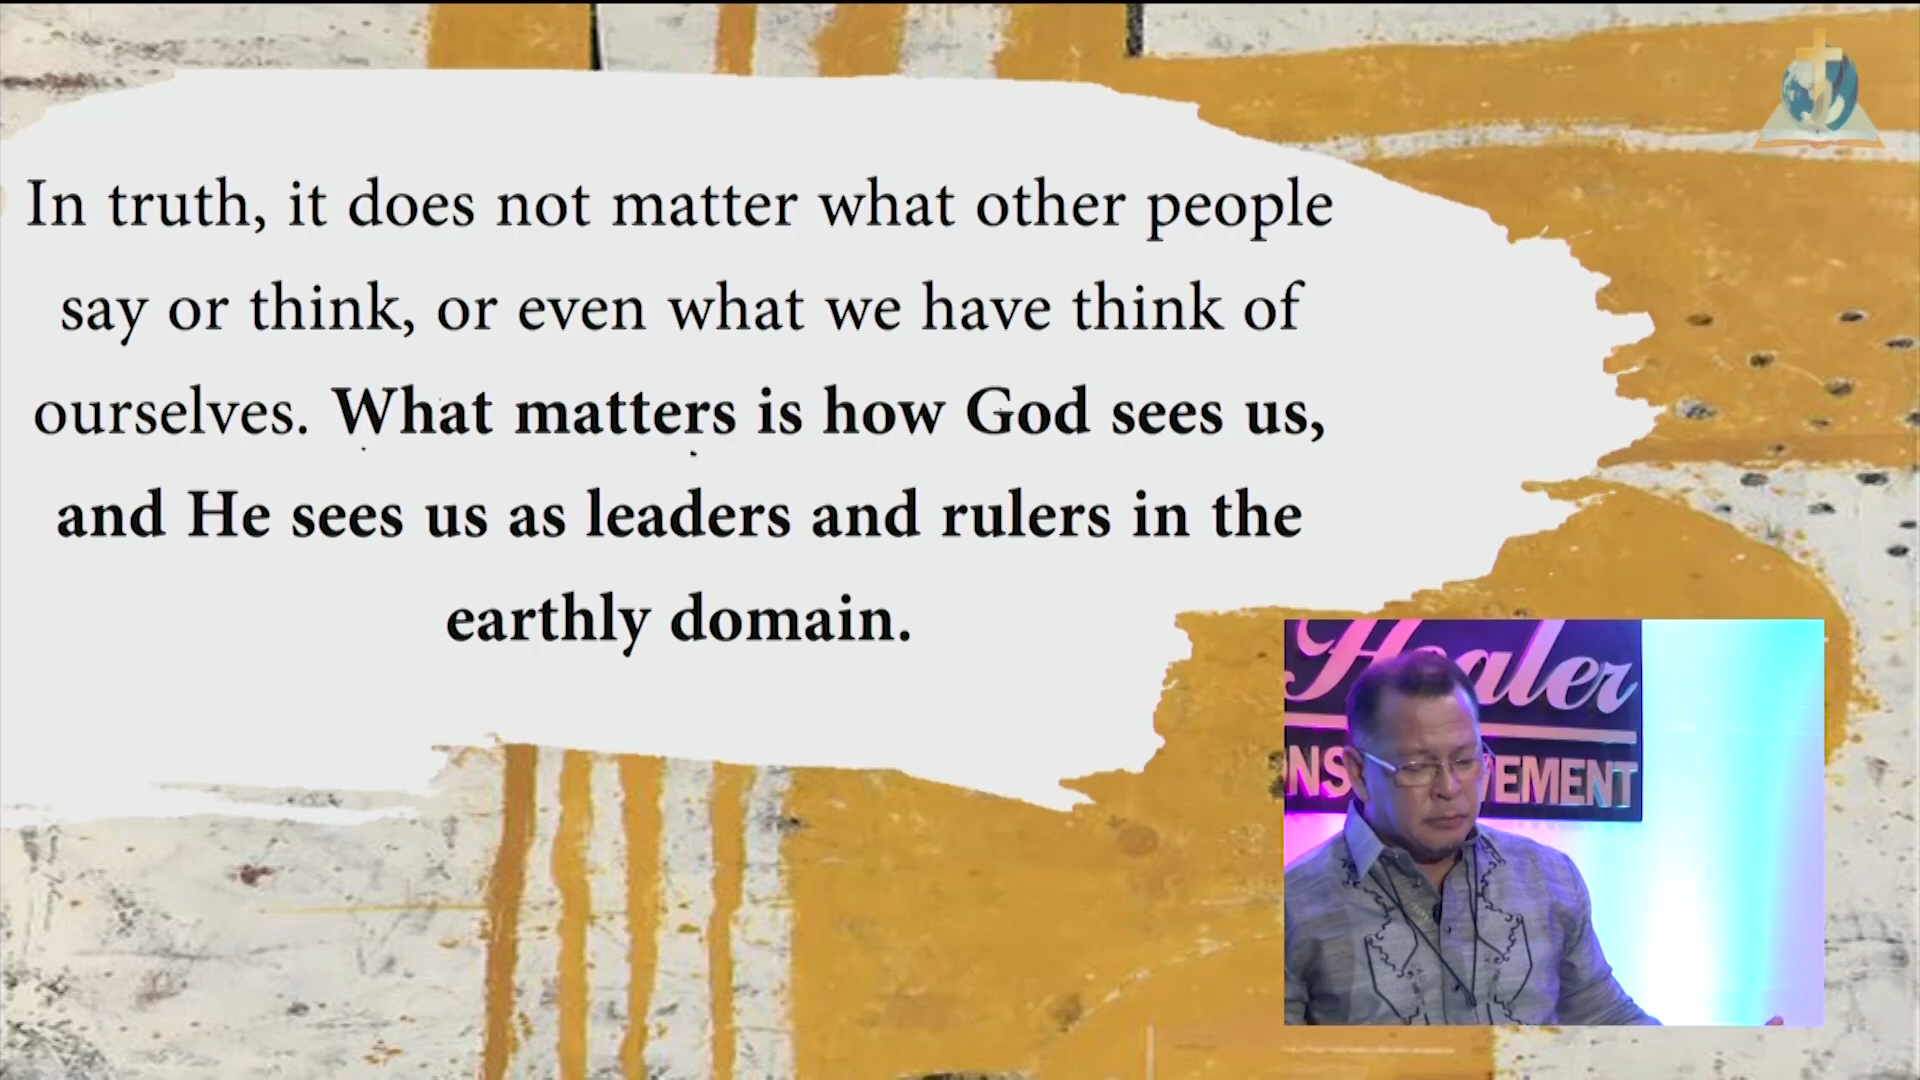 In truth, it does not matter what other people
say or think, or even what we have think of
ourselves. What matters is how God sees us,
and He sees us as leaders and rulers in the
earthly domain.
Healer